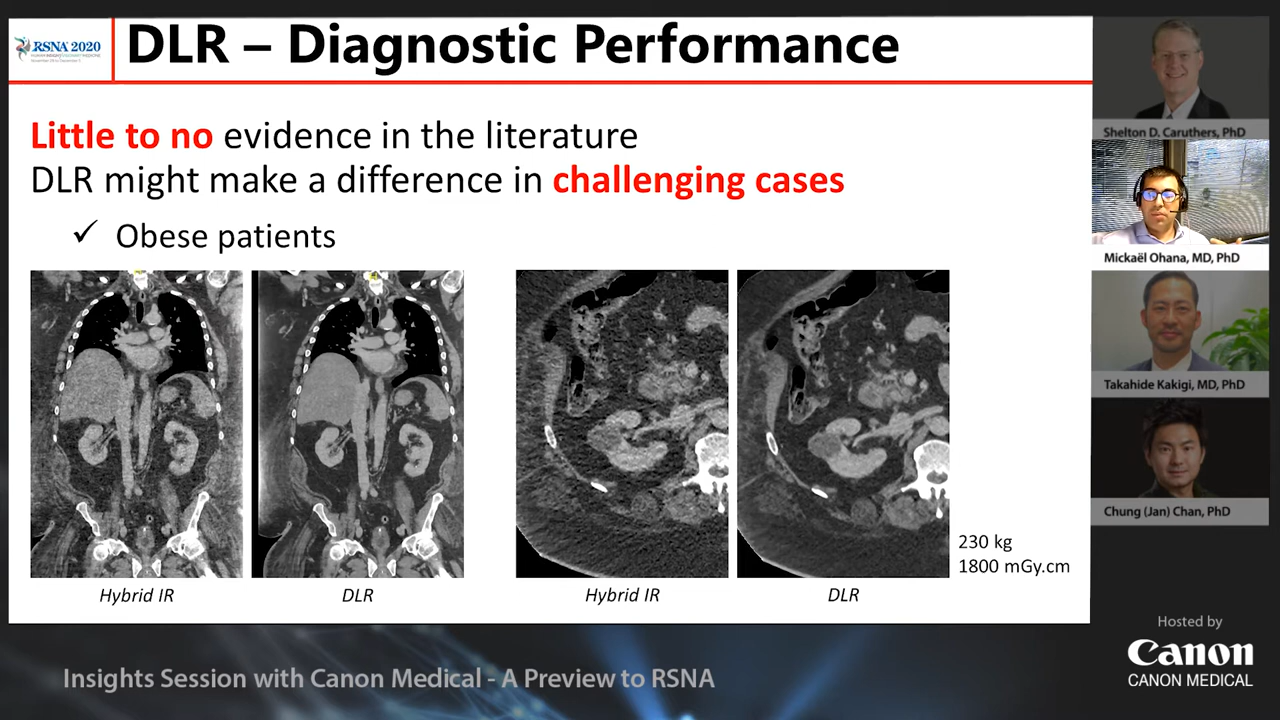 RSNA® 2020
DLR – Diagnostic Performance
Little to no evidence in the literature
DLR might make a difference in challenging cases
✓ Obese patients
Hybrid IR
DLR
Hybrid IR
DLR
230 kg
1800 mGy.cm
Shelton D. Caruthers, PhD
Mickaël Ohana, MD, PhD
Takahide Kakigi, MD, PhD
Chung (Jan) Chan, PhD
Insights Session with Canon Medical - A Preview to RSNA
Hosted by
Canon
CANON MEDICAL